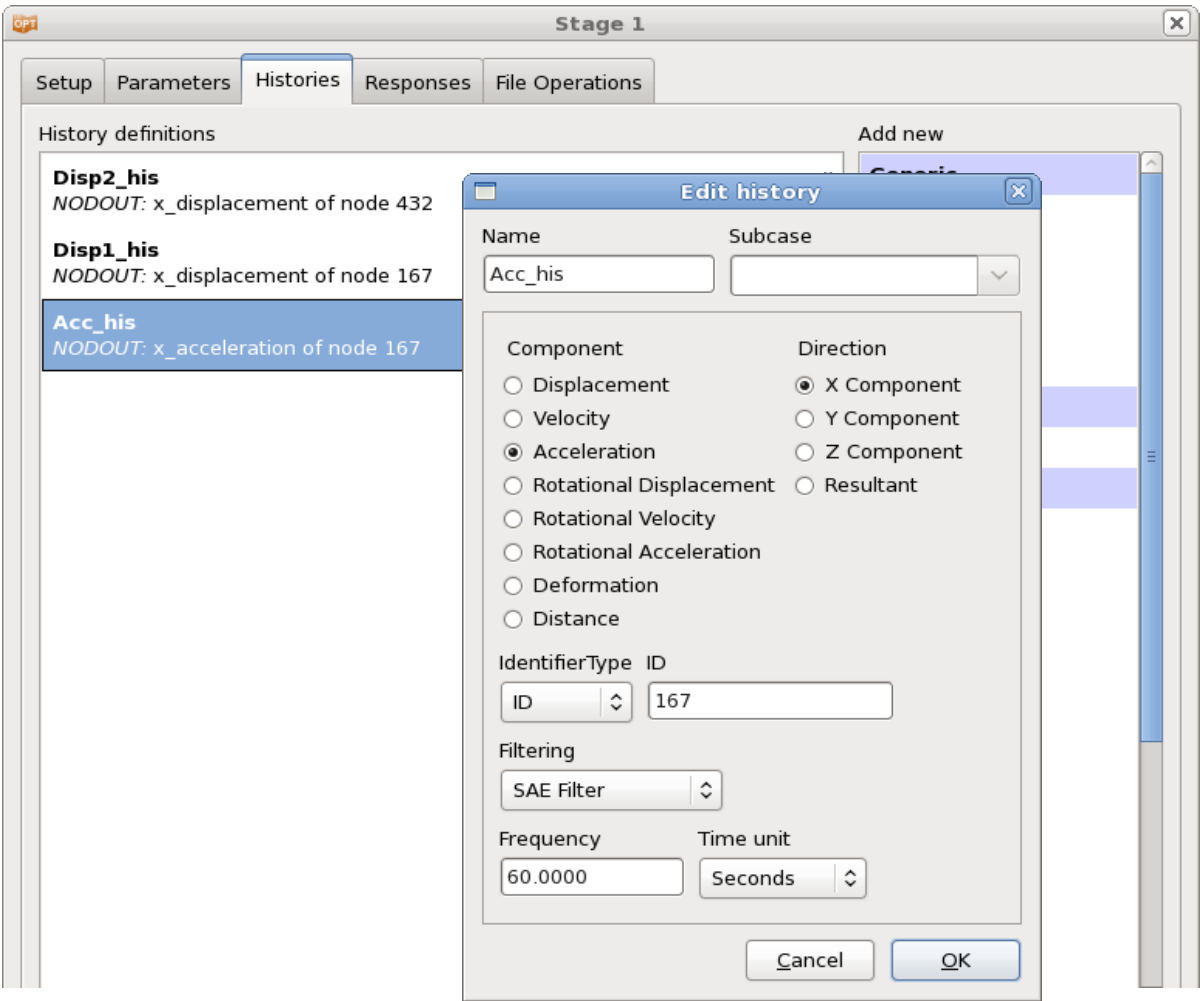 OPT
Stage 1
Setup
Parameters
Histories
Responses
File Operations
History definitions
Add new
Disp2_his
NODOUT: x_displacement of node 432
Disp1_his
NODOUT: x_displacement of node 167
Acc_his
NODOUT: x_acceleration of node 167
Generic
Edit history
Name
Subcase
Acc_his
Component
Direction
Displacement
X Component
Velocity
Y Component
Acceleration
Z Component
Rotational Displacement
Resultant
Rotational Velocity
Rotational Acceleration
Deformation
Distance
IdentifierType
ID
ID
167
Filtering
SAE Filter
Frequency
Time unit
60.0000
Seconds
Cancel
OK